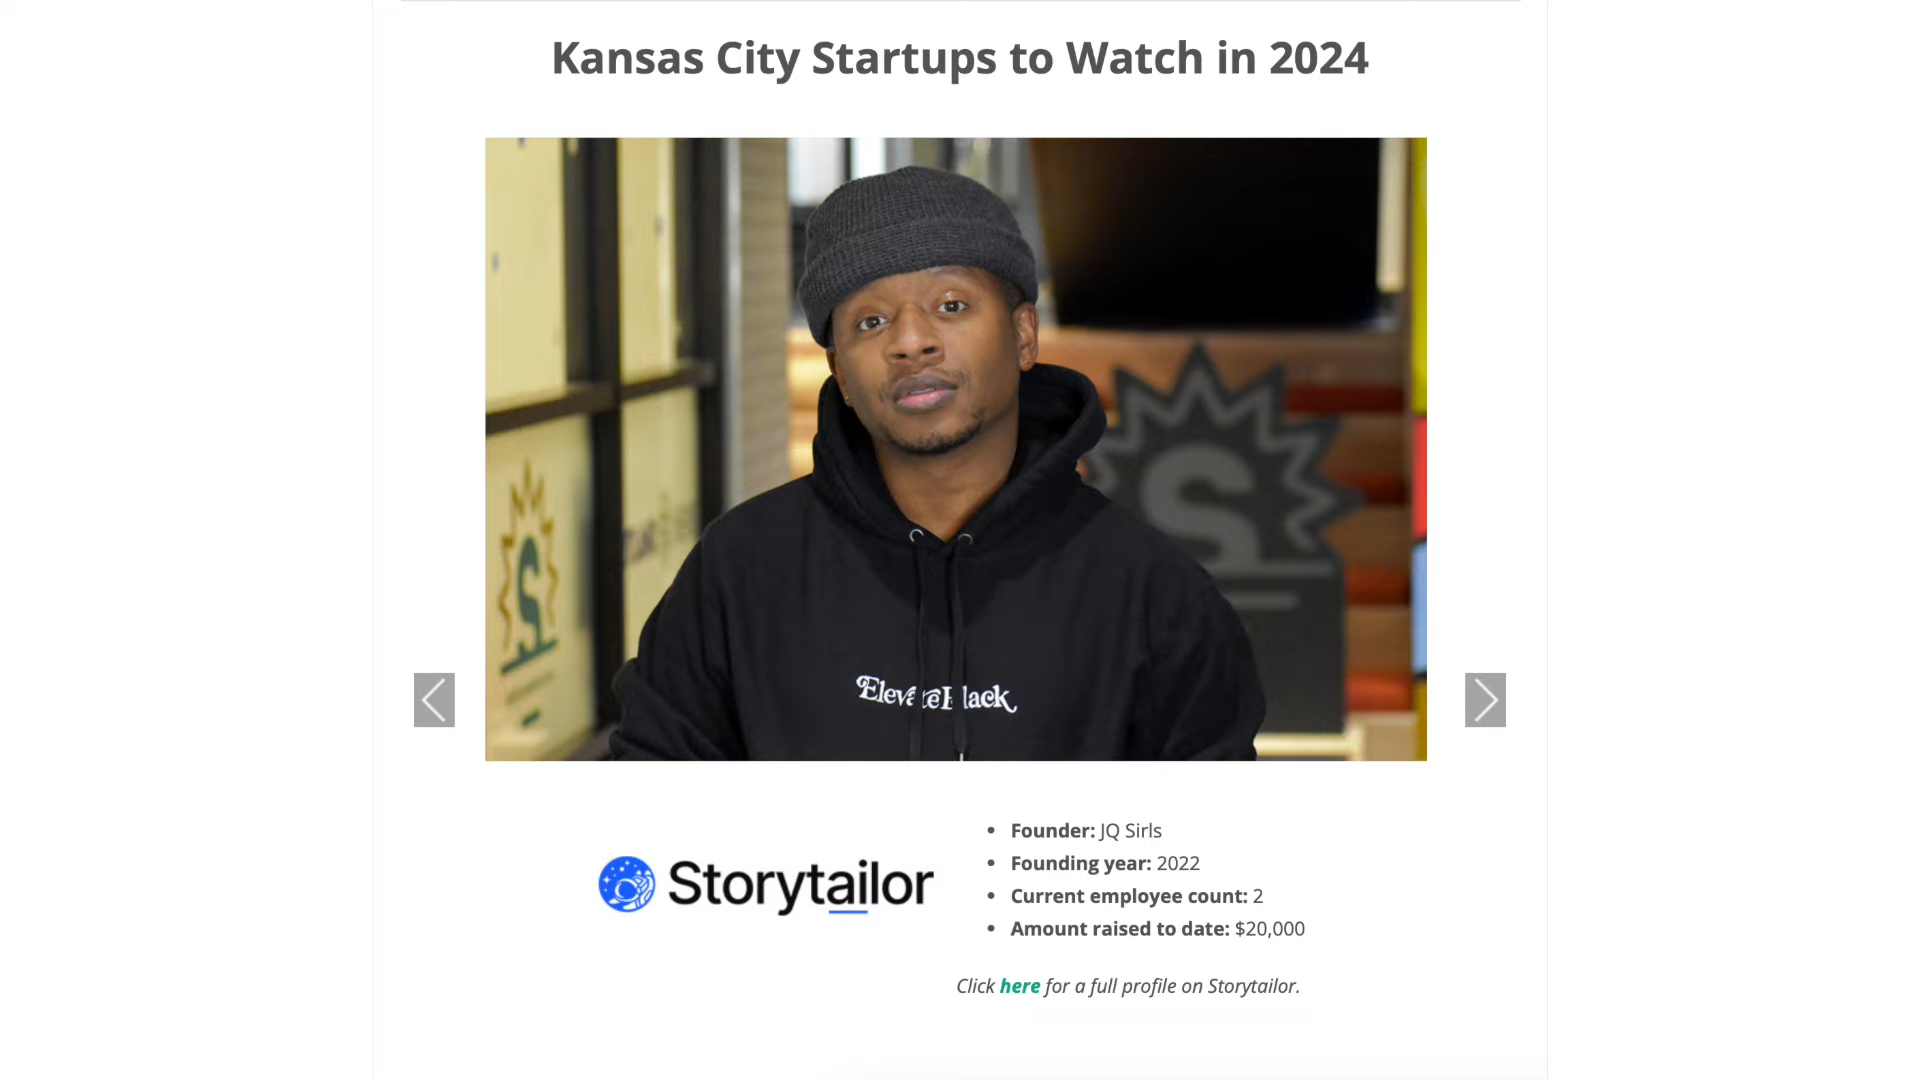 Kansas City Startups to Watch in 2024
S
S
ElevateBlack
Storytailor
Founder: JQ Sirls
Founding year: 2022
Current employee count: 2
Amount raised to date: $20,000
Click here for a full profile on Storytailor.